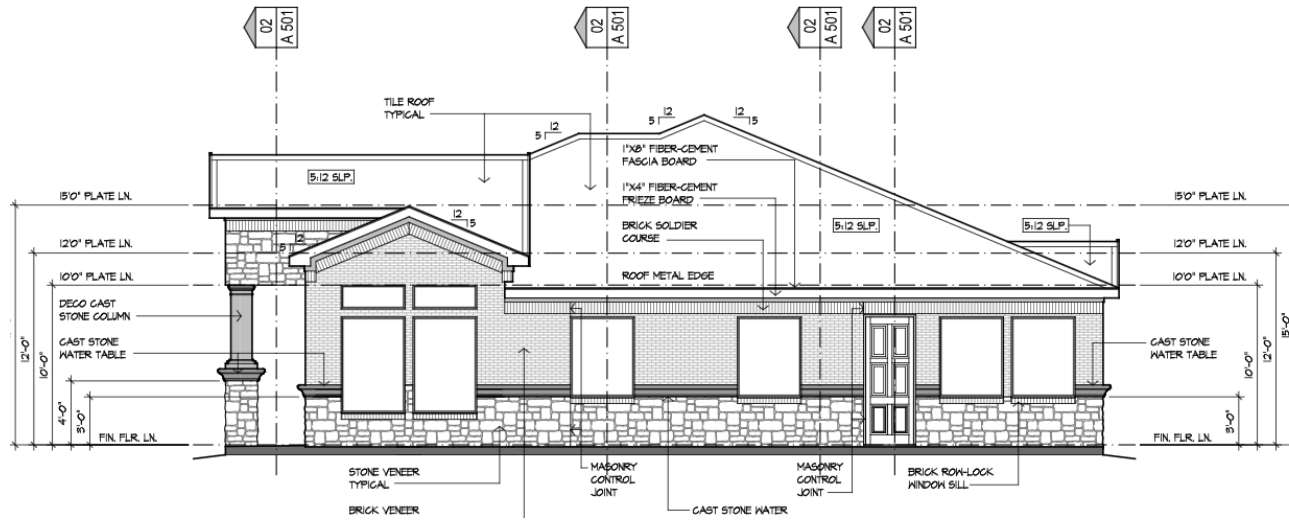 02
A 501
02
A 501
02
A 501
02
A 501
TILE ROOF
TYPICAL
12
5
12
5
12
5
1"X8" FIBER-CEMENT
FASCIA BOARD
5:12 SLP.
15'0" PLATE LN.
1"X4" FIBER-CEMENT
FRIEZE BOARD
15'0" PLATE LN.
12
5
BRICK SOLDIER
COURSE
5:12 SLP.
5:12 SLP.
12
5
12'0" PLATE LN.
12'0" PLATE LN.
10'0" PLATE LN.
ROOF METAL EDGE
10'0" PLATE LN.
DECO CAST
STONE COLUMN
CAST STONE
WATER TABLE
CAST STONE
WATER TABLE
12'-0"
10'-0"
4'-0"
3'-0"
10'-0"
12'-0"
15'-0"
3'-0"
FIN. FLR. LN.
FIN. FLR. LN.
STONE VENEER
TYPICAL
MASONRY
CONTROL
JOINT
MASONRY
CONTROL
JOINT
BRICK ROW-LOCK
WINDOW SILL
BRICK VENEER
CAST STONE WATER